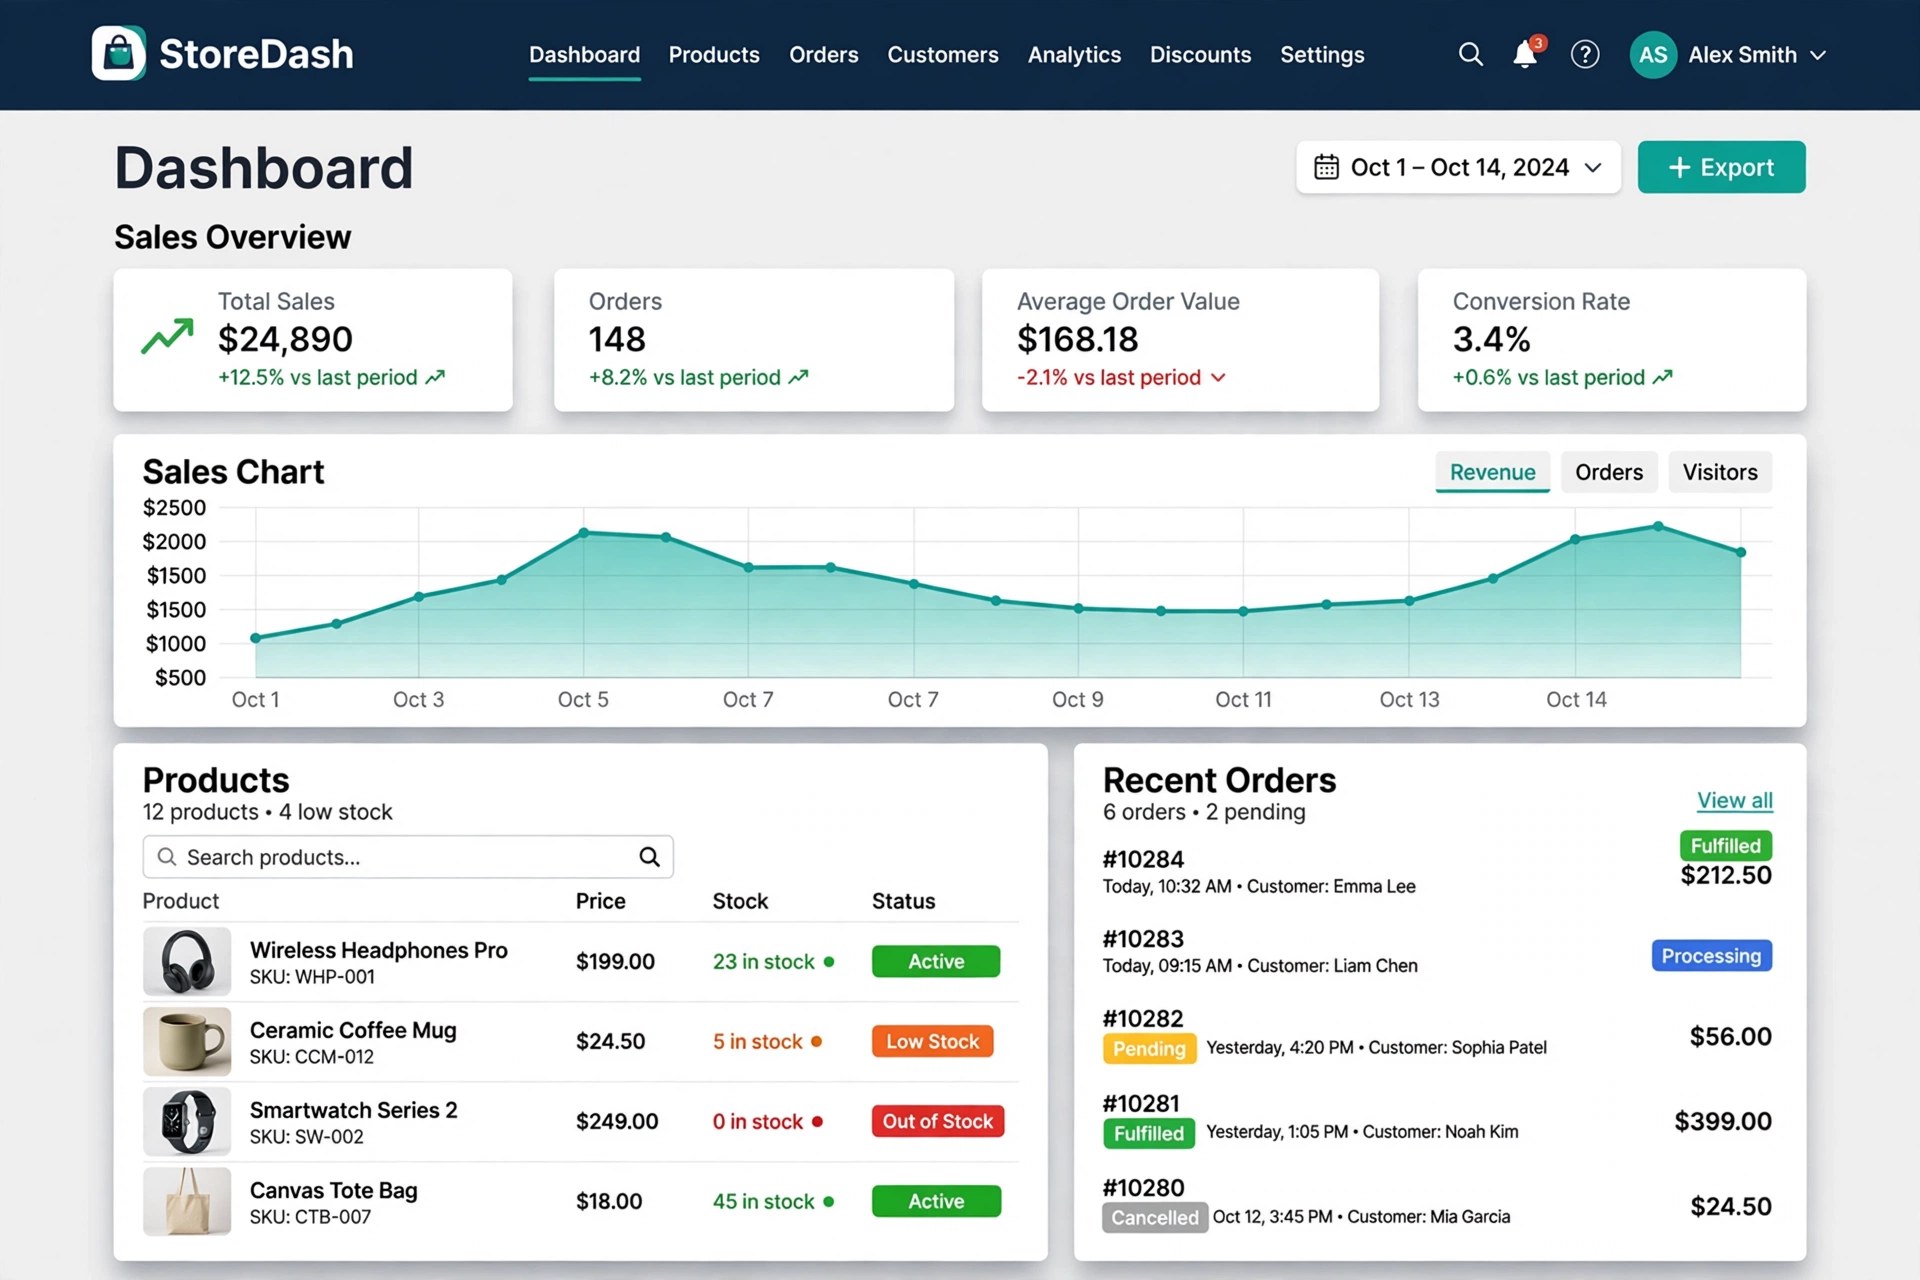 StoreDash
Dashboard Products Orders Customers Analytics Discounts Settings
3
?
AS Alex Smith
Dashboard
Oct 1 – Oct 14, 2024
+ Export
Sales Overview
Total Sales
$24,890
+12.5% vs last period
Orders
148
+8.2% vs last period
Average Order Value
$168.18
-2.1% vs last period
Conversion Rate
3.4%
+0.6% vs last period
Sales Chart
Revenue Orders Visitors
$2500
$2000
$1500
$1500
$1000
$500
Oct 1 Oct 3 Oct 5 Oct 7 Oct 7 Oct 9 Oct 11 Oct 13 Oct 14
Products
12 products • 4 low stock
Search products...
Product Price Stock Status
Wireless Headphones Pro
SKU: WHP-001
$199.00 23 in stock Active
Ceramic Coffee Mug
SKU: CCM-012
$24.50 5 in stock Low Stock
Smartwatch Series 2
SKU: SW-002
$249.00 0 in stock Out of Stock
Canvas Tote Bag
SKU: CTB-007
$18.00 45 in stock Active
Recent Orders
6 orders • 2 pending
View all
#10284
Today, 10:32 AM • Customer: Emma Lee
Fulfilled
$212.50
#10283
Today, 09:15 AM • Customer: Liam Chen
Processing
#10282
Pending Yesterday, 4:20 PM • Customer: Sophia Patel
$56.00
#10281
Fulfilled Yesterday, 1:05 PM • Customer: Noah Kim
$399.00
#10280
Cancelled Oct 12, 3:45 PM • Customer: Mia Garcia
$24.50